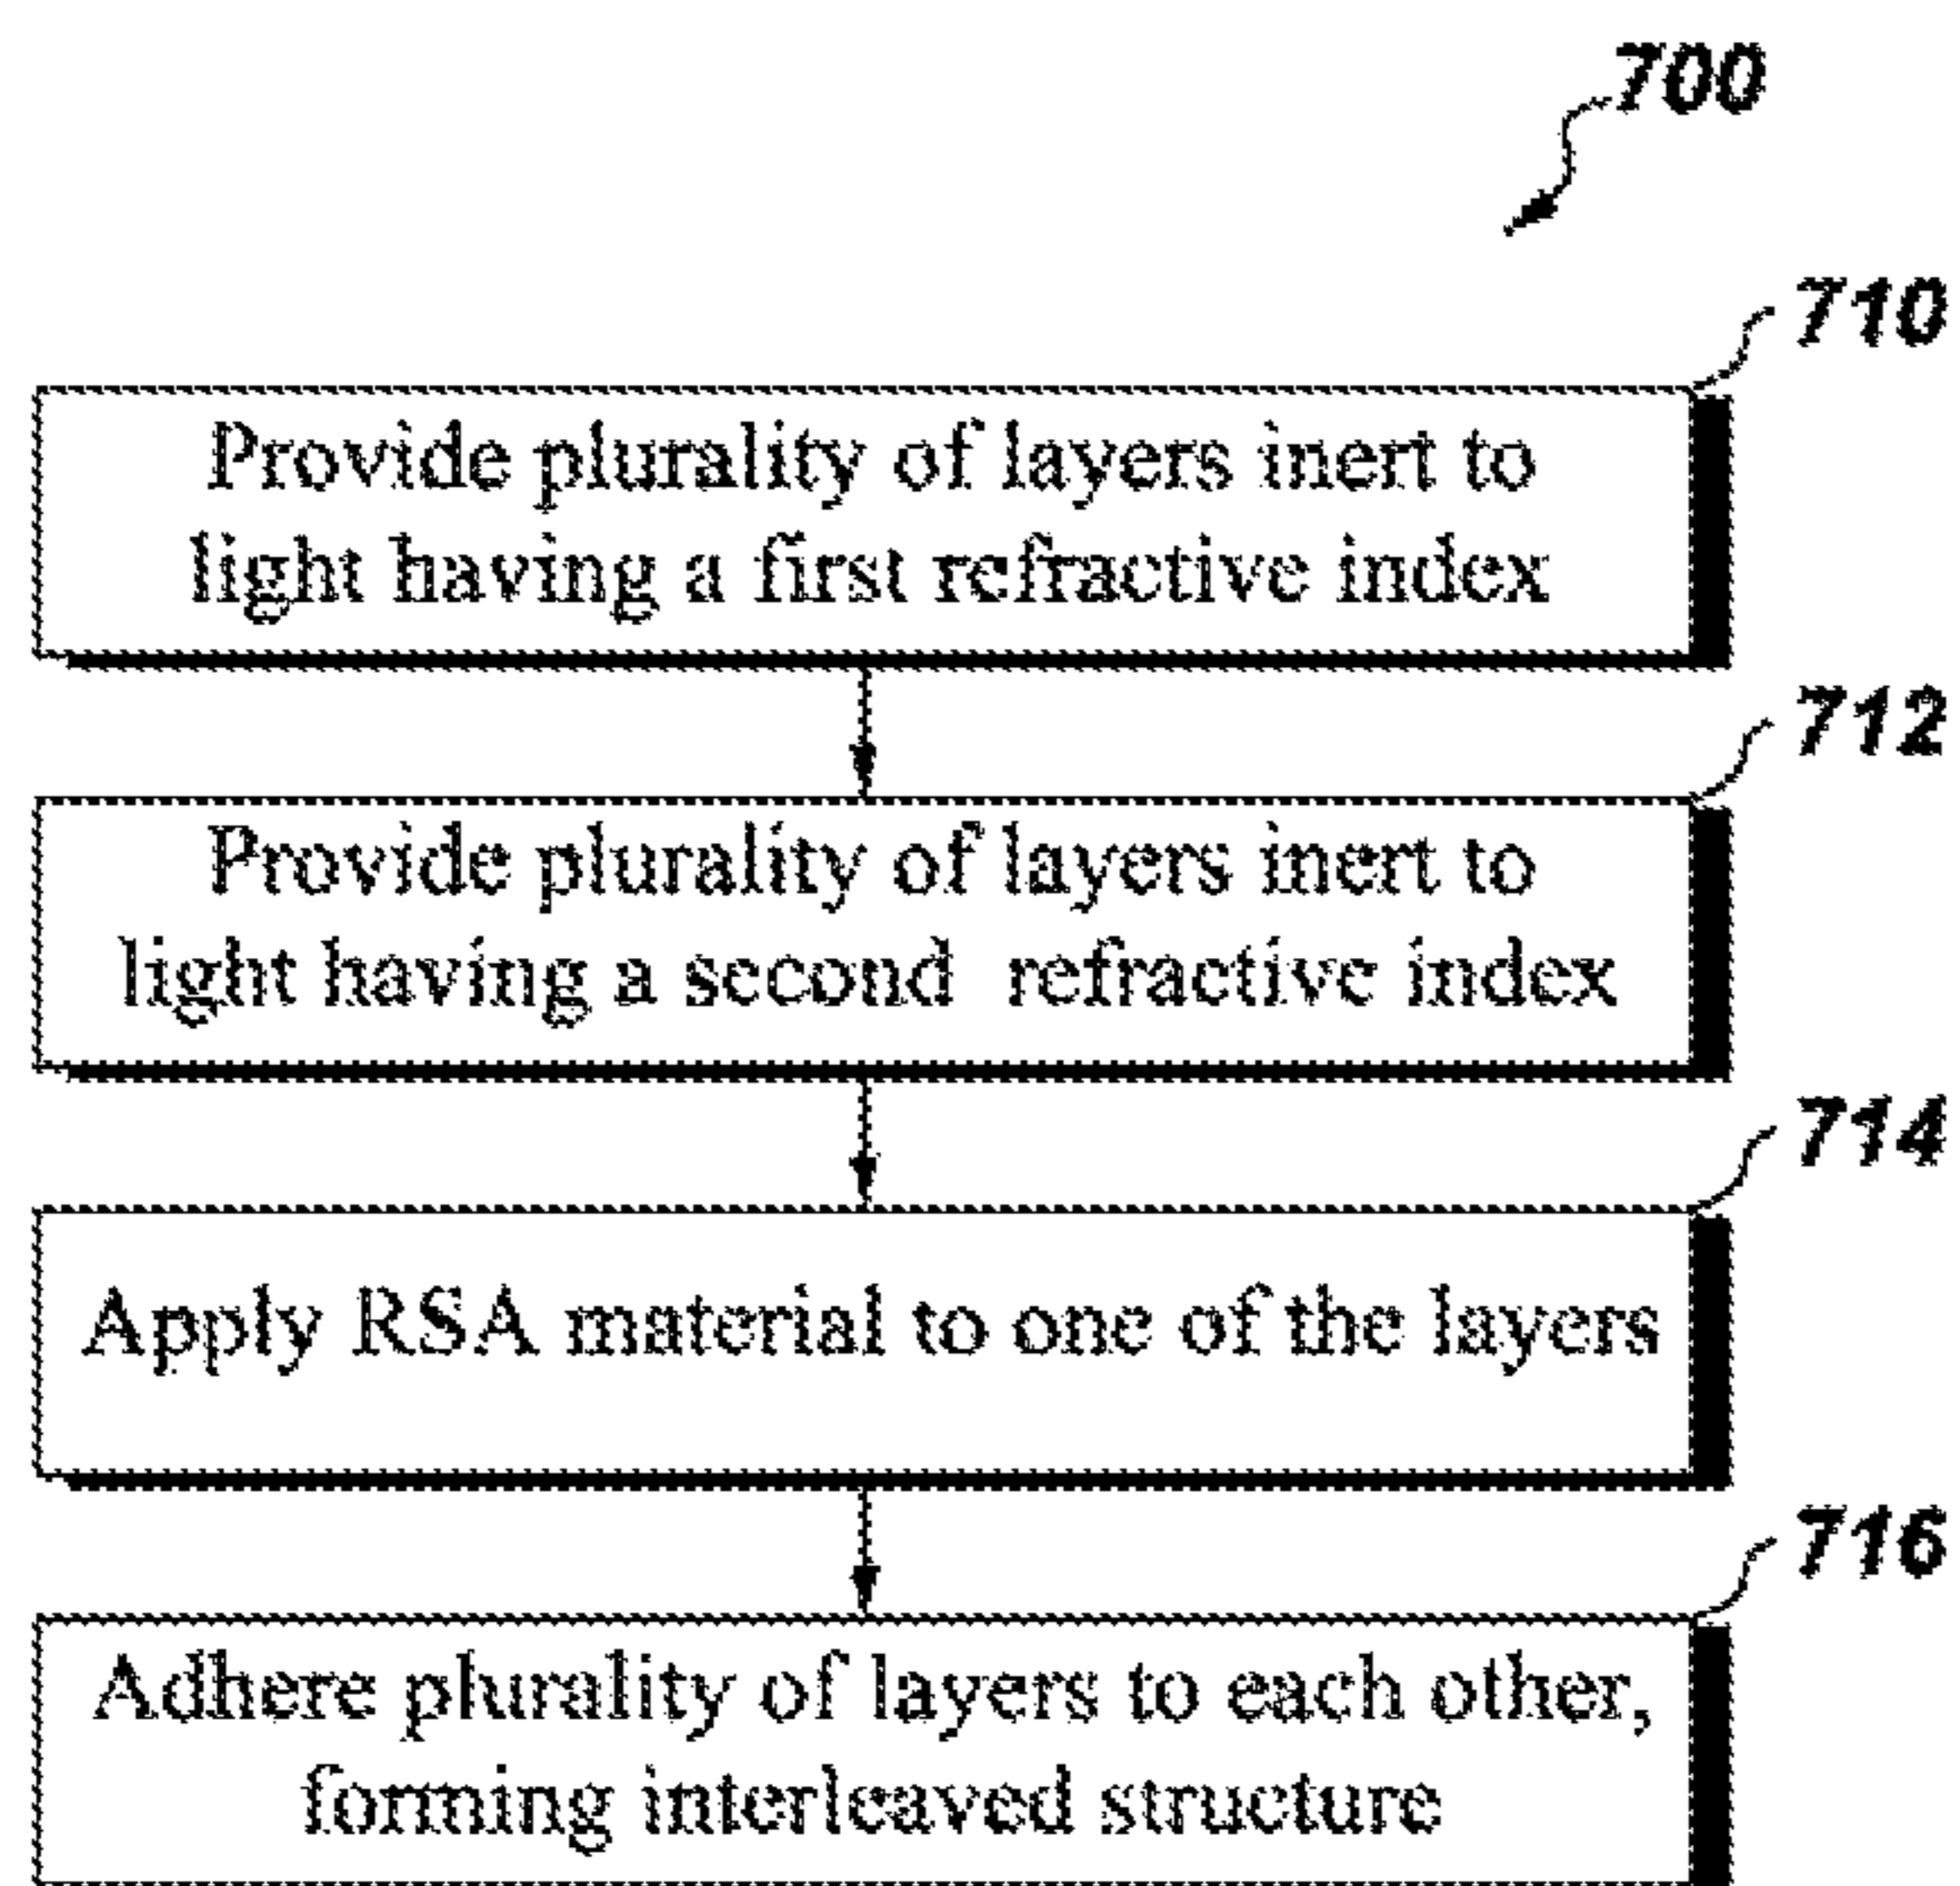 700
710
Provide plurality of layers inert to
light having a first refractive index
712
Provide plurality of layers inert to
light having a second refractive index
714
Apply RSA material to one of the layers
716
Adhere plurality of layers to each other,
forming interleaved structure